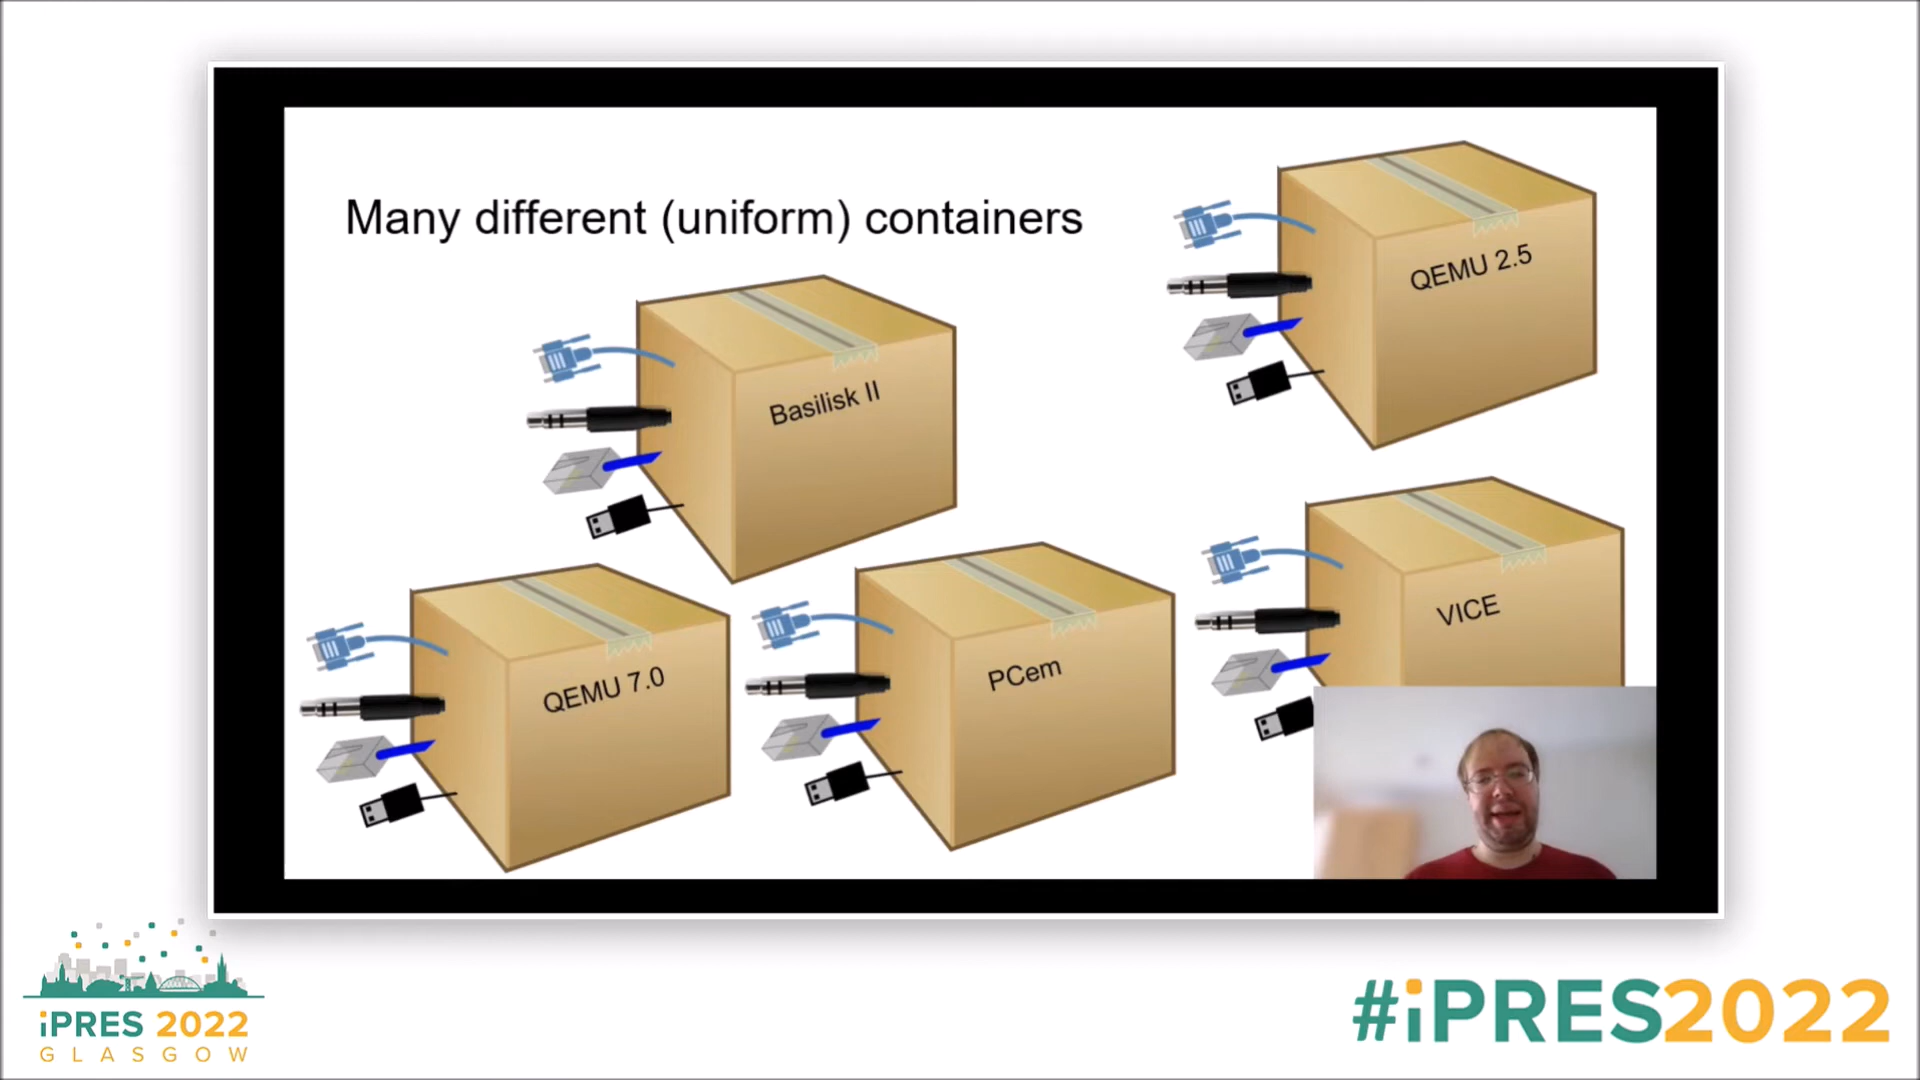 Many different (uniform) containers
QEMU 2.5
Basilisk II
VICE
QEMU 7.0
PCem
iPRES 2022
GLASGOW
#iPRES2022